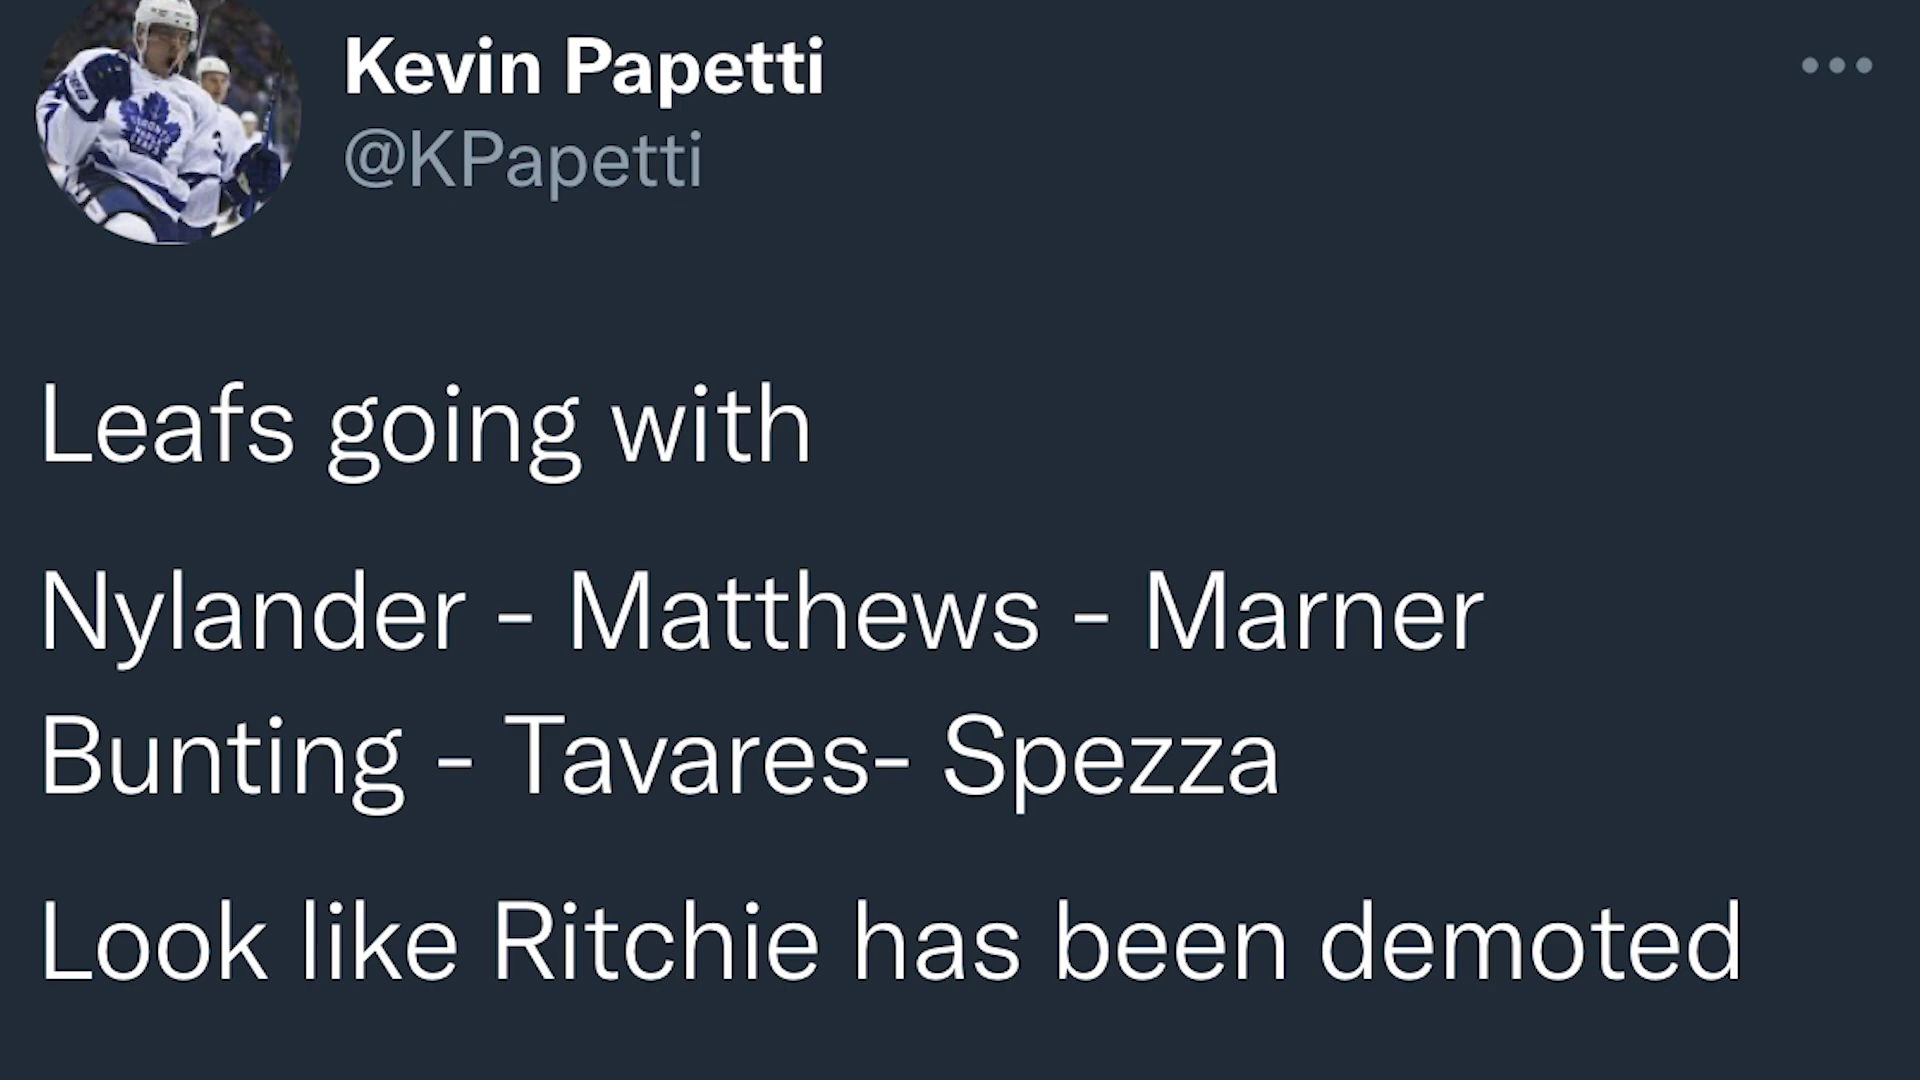 Kevin Papetti
@KPapetti
Leafs going with
Nylander - Matthews - Marner
Bunting - Tavares- Spezza
Look like Ritchie has been demoted